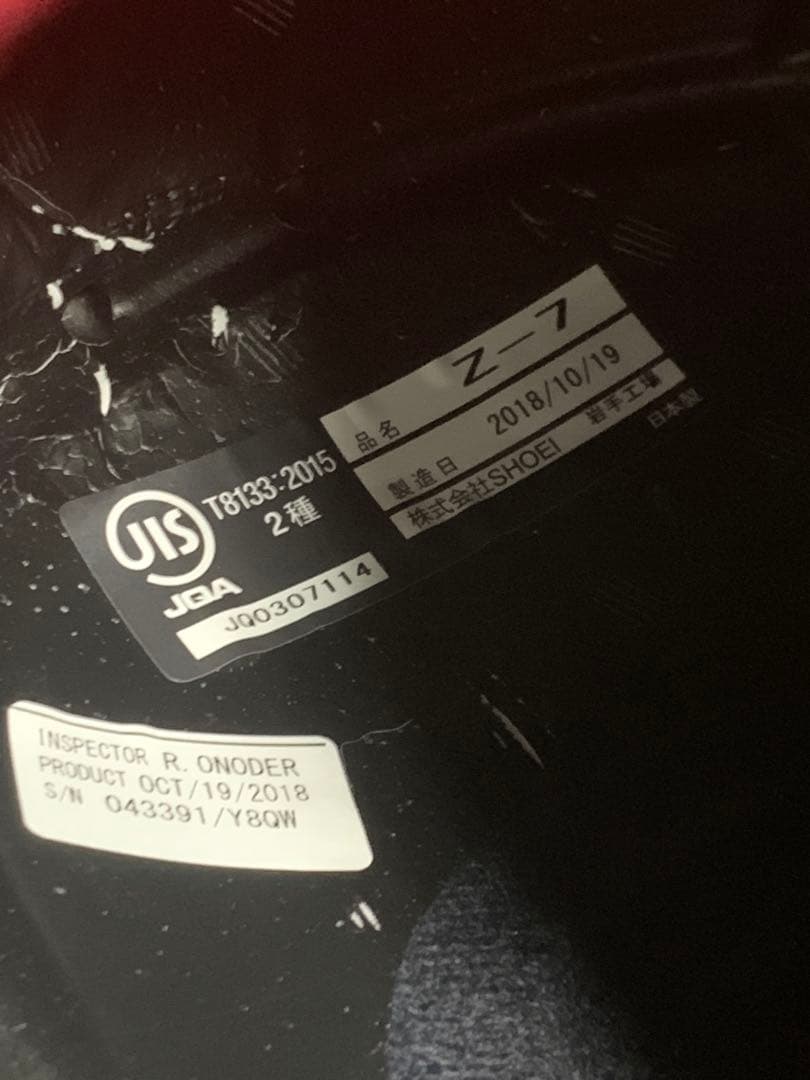 品名 Z-7
製造日 2018/10/19
株式会社SHOEI 岩手工場
日本製
JIS T8133:2015
2種
JQA
JQ0307114
INSPECTOR R. ONODER
PRODUCT OCT/19/2018
S/N 043391/Y8QW